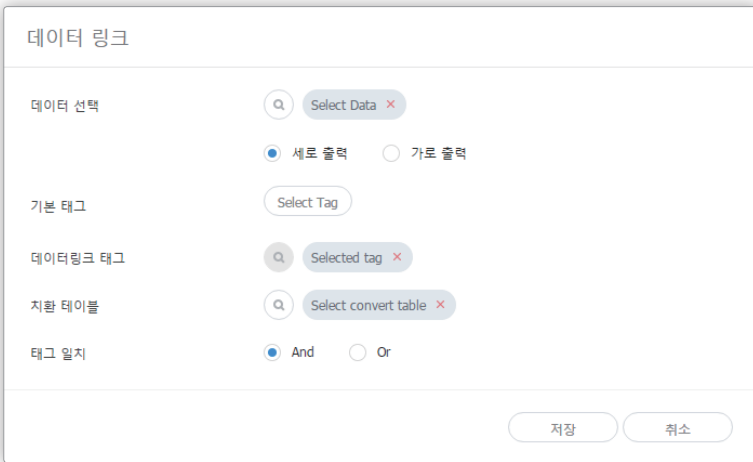 데이터 링크
데이터 선택 Select Data ×
세로 출력 가로 출력
기본 태그 Select Tag
데이터링크 태그 Selected tag ×
치환 테이블 Select convert table ×
태그 일치 And Or
저장 취소